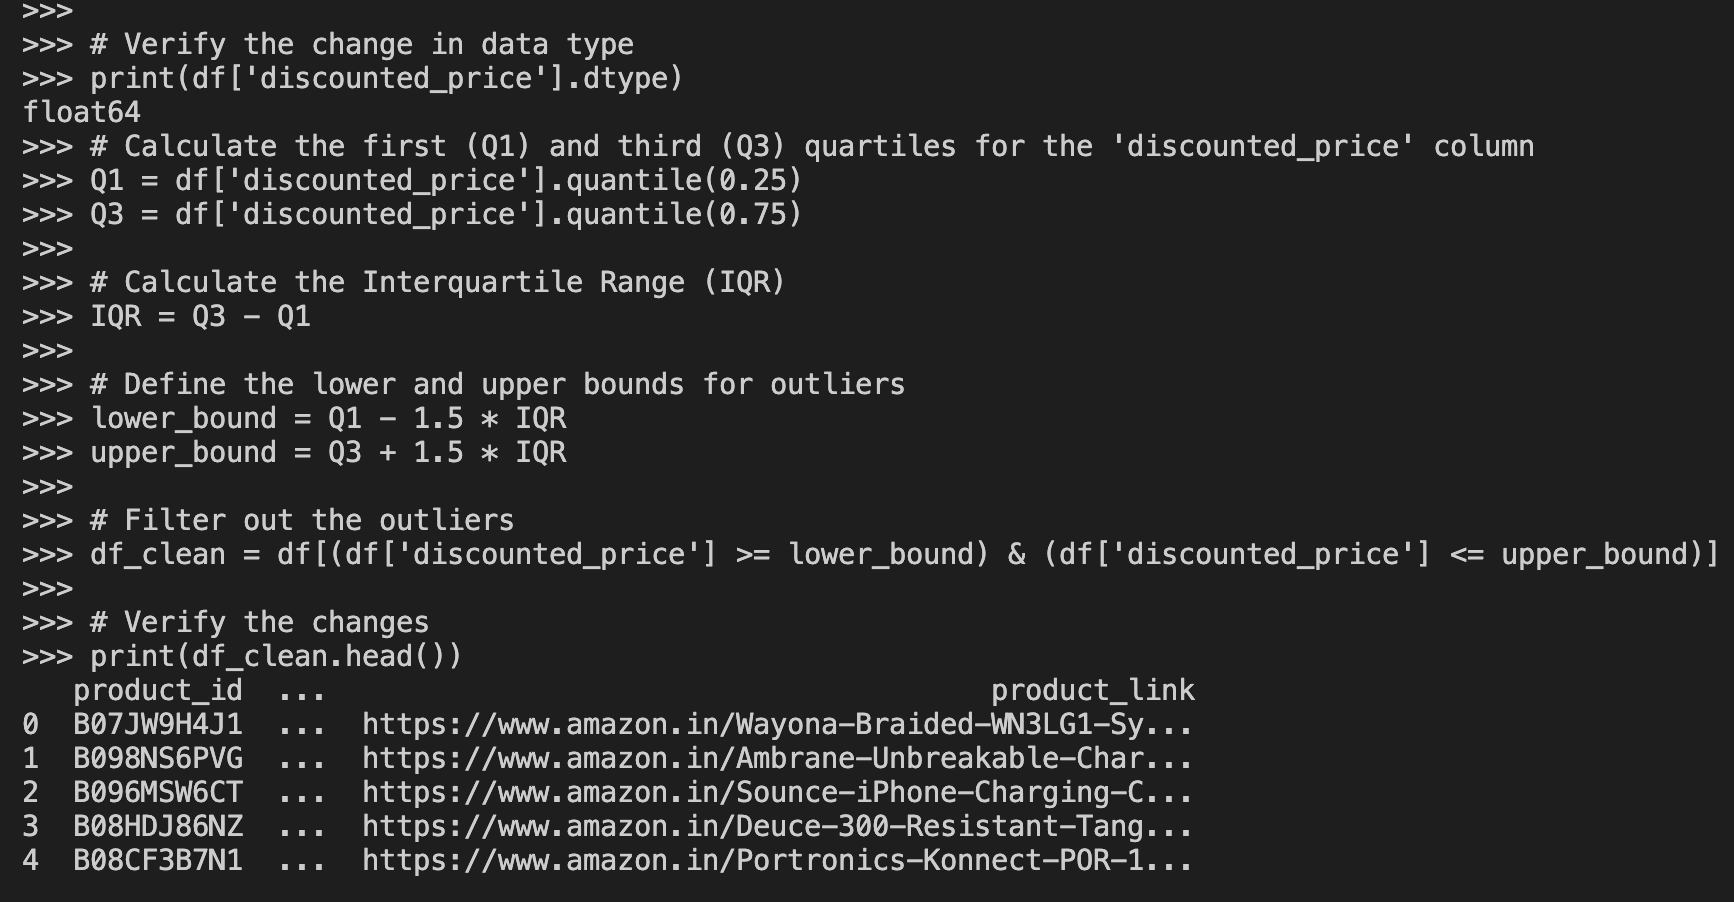 >>>
>>> # Verify the change in data type
>>> print(df['discounted_price'].dtype)
float64
>>> # Calculate the first (Q1) and third (Q3) quartiles for the 'discounted_price' column
>>> Q1 = df['discounted_price'].quantile(0.25)
>>> Q3 = df['discounted_price'].quantile(0.75)
>>>
>>> # Calculate the Interquartile Range (IQR)
>>> IQR = Q3 - Q1
>>>
>>> # Define the lower and upper bounds for outliers
>>> lower_bound = Q1 - 1.5 * IQR
>>> upper_bound = Q3 + 1.5 * IQR
>>>
>>> # Filter out the outliers
>>> df_clean = df[(df['discounted_price'] >= lower_bound) & (df['discounted_price'] <= upper_bound)]
>>>
>>> # Verify the changes
>>> print(df_clean.head())
   product_id  ...                                       product_link
0  B07JW9H4J1  ...  https://www.amazon.in/Wayona-Braided-WN3LG1-Sy...
1  B098NS6PVG  ...  https://www.amazon.in/Ambrane-Unbreakable-Char...
2  B096MSW6CT  ...  https://www.amazon.in/Sounce-iPhone-Charging-C...
3  B08HDJ86NZ  ...  https://www.amazon.in/Deuce-300-Resistant-Tang...
4  B08CF3B7N1  ...  https://www.amazon.in/Portronics-Konnect-POR-1...